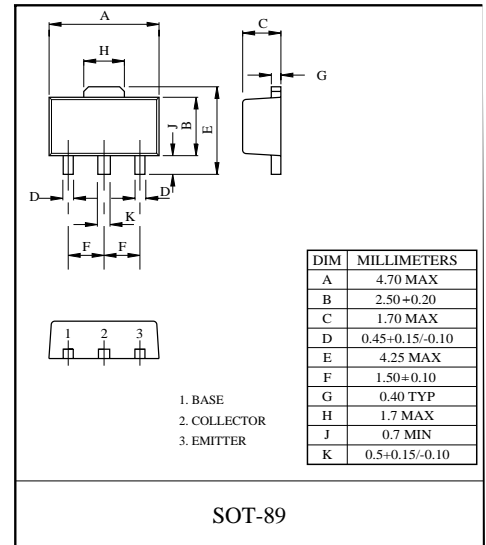 A
H
C
G
J
B
E
D
D
K
F
F
DIM MILLIMETERS
A 4.70 MAX
B 2.50±0.20
C 1.70 MAX
D 0.45+0.15/-0.10
E 4.25 MAX
F 1.50±0.10
G 0.40 TYP
H 1.7 MAX
J 0.7 MIN
K 0.5+0.15/-0.10
1 2 3
1. BASE
2. COLLECTOR
3. EMITTER
SOT-89